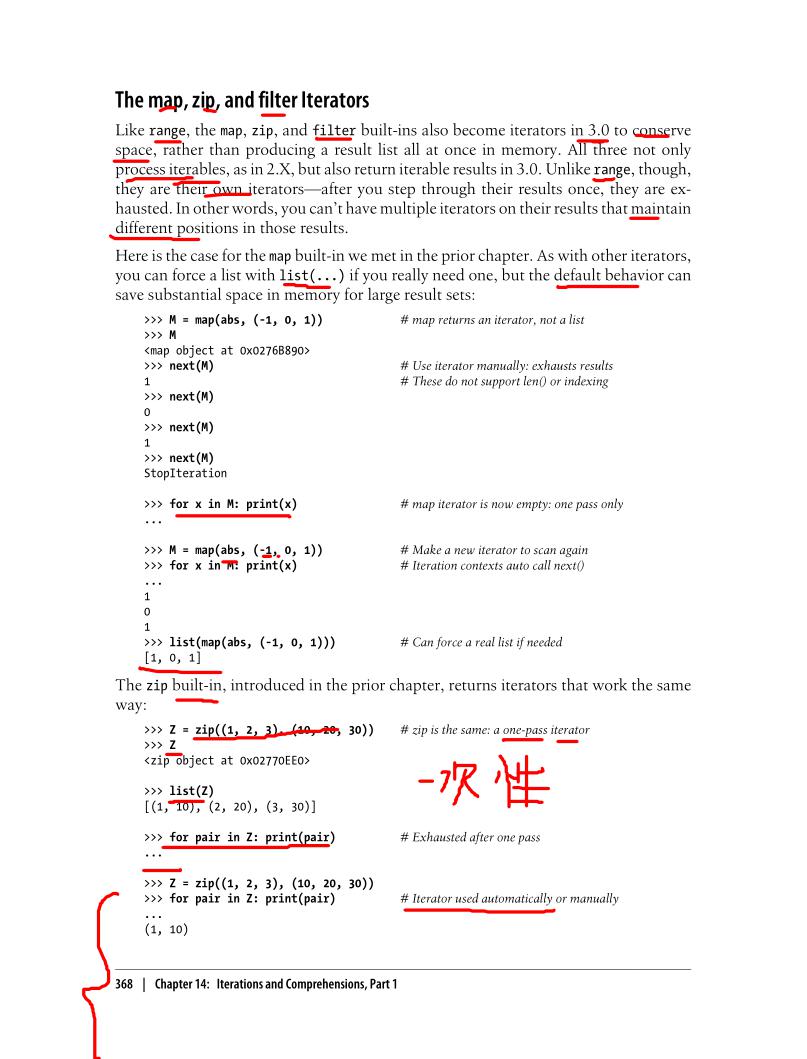 The map, zip, and filter Iterators
Like range, the map, zip, and filter built-ins also become iterators in 3.0 to conserve
space, rather than producing a result list all at once in memory. All three not only
process iterables, as in 2.X, but also return iterable results in 3.0. Unlike range, though,
they are their own iterators—after you step through their results once, they are ex-
hausted. In other words, you can’t have multiple iterators on their results that maintain
different positions in those results.
Here is the case for the map built-in we met in the prior chapter. As with other iterators,
you can force a list with list(...) if you really need one, but the default behavior can
save substantial space in memory for large result sets:
>>> M = map(abs, (-1, 0, 1)) # map returns an iterator, not a list
>>> M
<map object at 0x0276B890>
>>> next(M) # Use iterator manually: exhausts results
1 # These do not support len() or indexing
>>> next(M)
0
>>> next(M)
1
>>> next(M)
StopIteration
>>> for x in M: print(x) # map iterator is now empty: one pass only
...
>>> M = map(abs, (-1, 0, 1)) # Make a new iterator to scan again
>>> for x in M: print(x) # Iteration contexts auto call next()
...
1
0
1
>>> list(map(abs, (-1, 0, 1))) # Can force a real list if needed
[1, 0, 1]
The zip built-in, introduced in the prior chapter, returns iterators that work the same
way:
>>> Z = zip((1, 2, 3), (10, 20, 30)) # zip is the same: a one-pass iterator
>>> Z
<zip object at 0x02770EE0>
一次性
>>> list(Z)
[(1, 10), (2, 20), (3, 30)]
>>> for pair in Z: print(pair) # Exhausted after one pass
...
>>> Z = zip((1, 2, 3), (10, 20, 30))
>>> for pair in Z: print(pair) # Iterator used automatically or manually
...
(1, 10)
368 | Chapter 14: Iterations and Comprehensions, Part 1